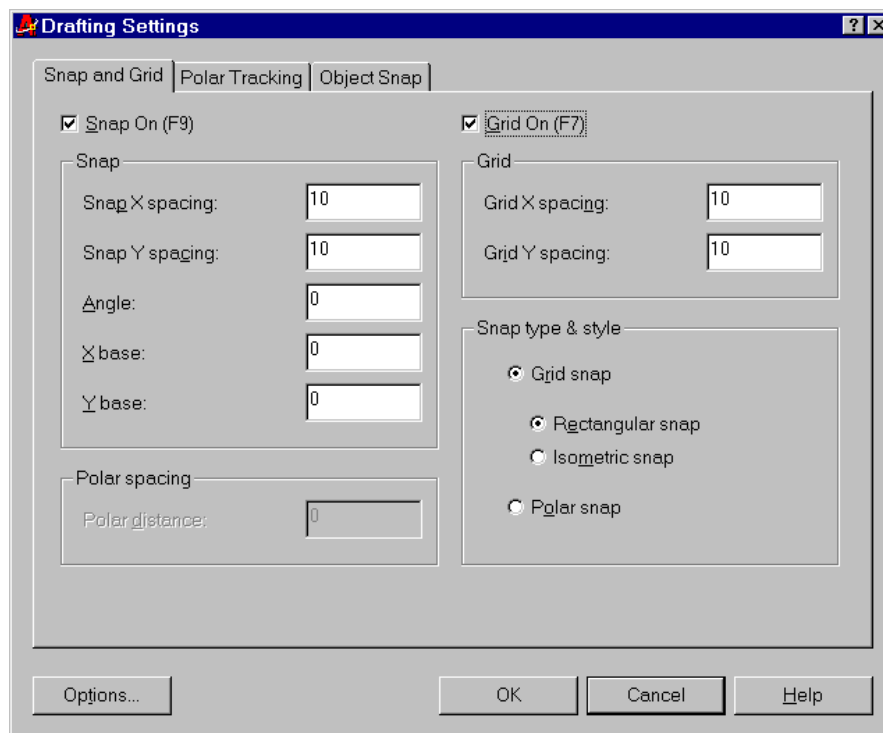 Drafting Settings
Snap and Grid Polar Tracking Object Snap
Snap On (F9)
Grid On (F7)
Snap
Snap X spacing: 10
Snap Y spacing: 10
Angle: 0
X base: 0
Y base: 0
Polar spacing
Polar distance: 0
Grid
Grid X spacing: 10
Grid Y spacing: 10
Snap type & style
Grid snap
Rectangular snap
Isometric snap
Polar snap
Options... OK Cancel Help